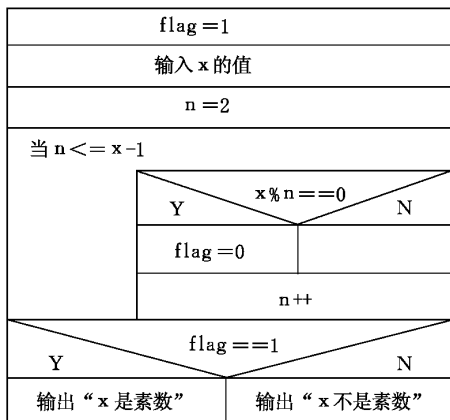 flag=1
输入 x 的值
n=2
当 n<=x-1
x%n==0
Y N
flag=0
n++
flag==1
Y N
输出“x 是素数” 输出“x 不是素数”